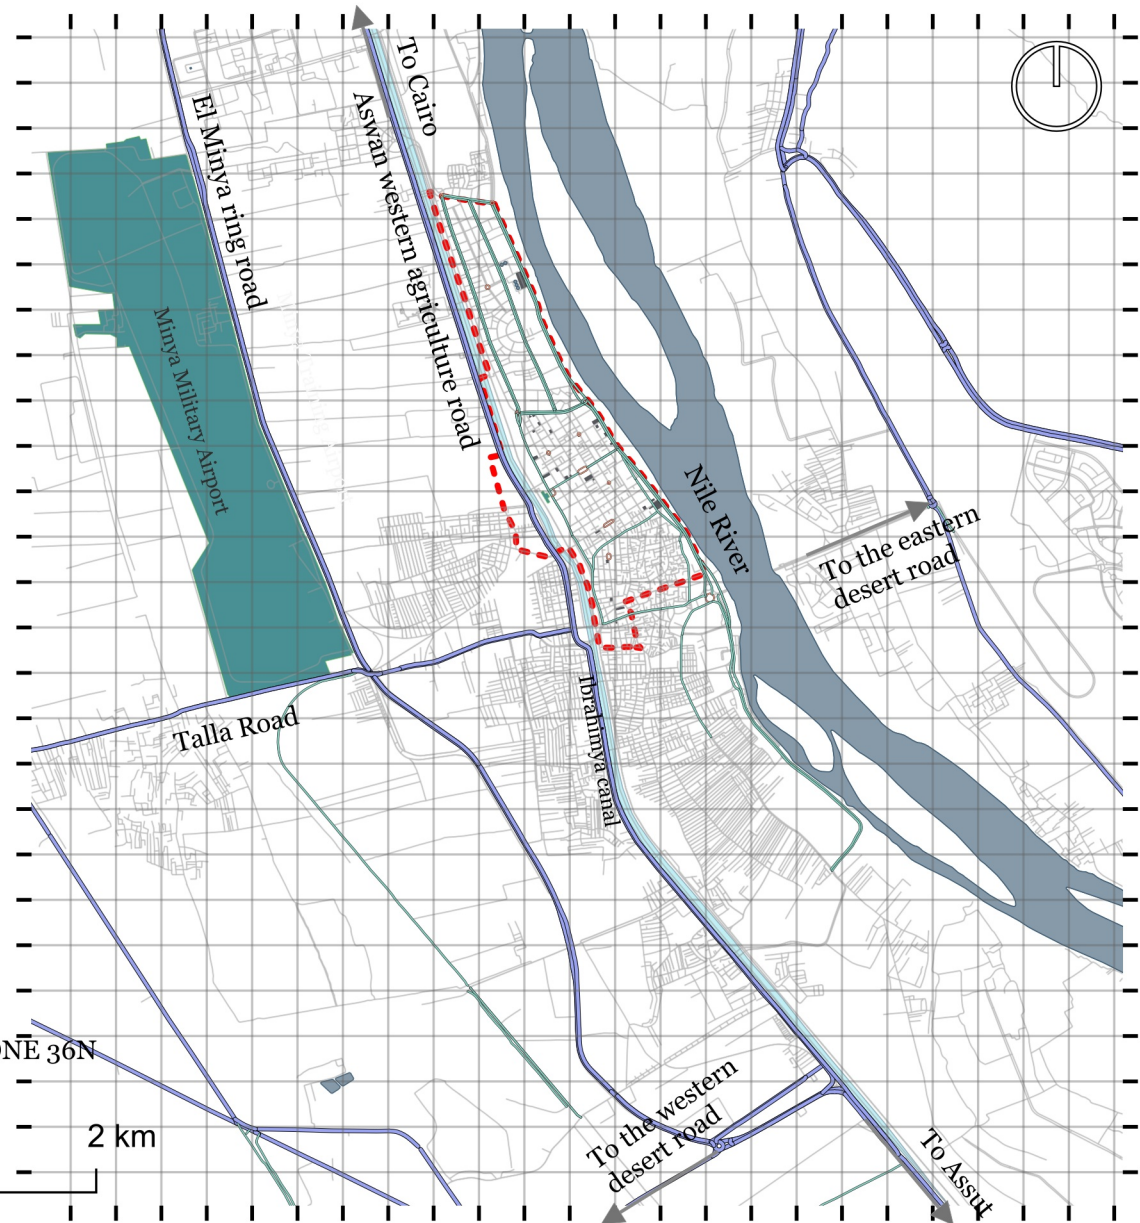 To Cairo
El Minya ring road
Aswan western agriculture road
Minya Military Airport
Nile River
To the eastern
desert road
Talla Road
Ibrahimya canal
NE 36N
2 km
To the western
desert road
To Assut